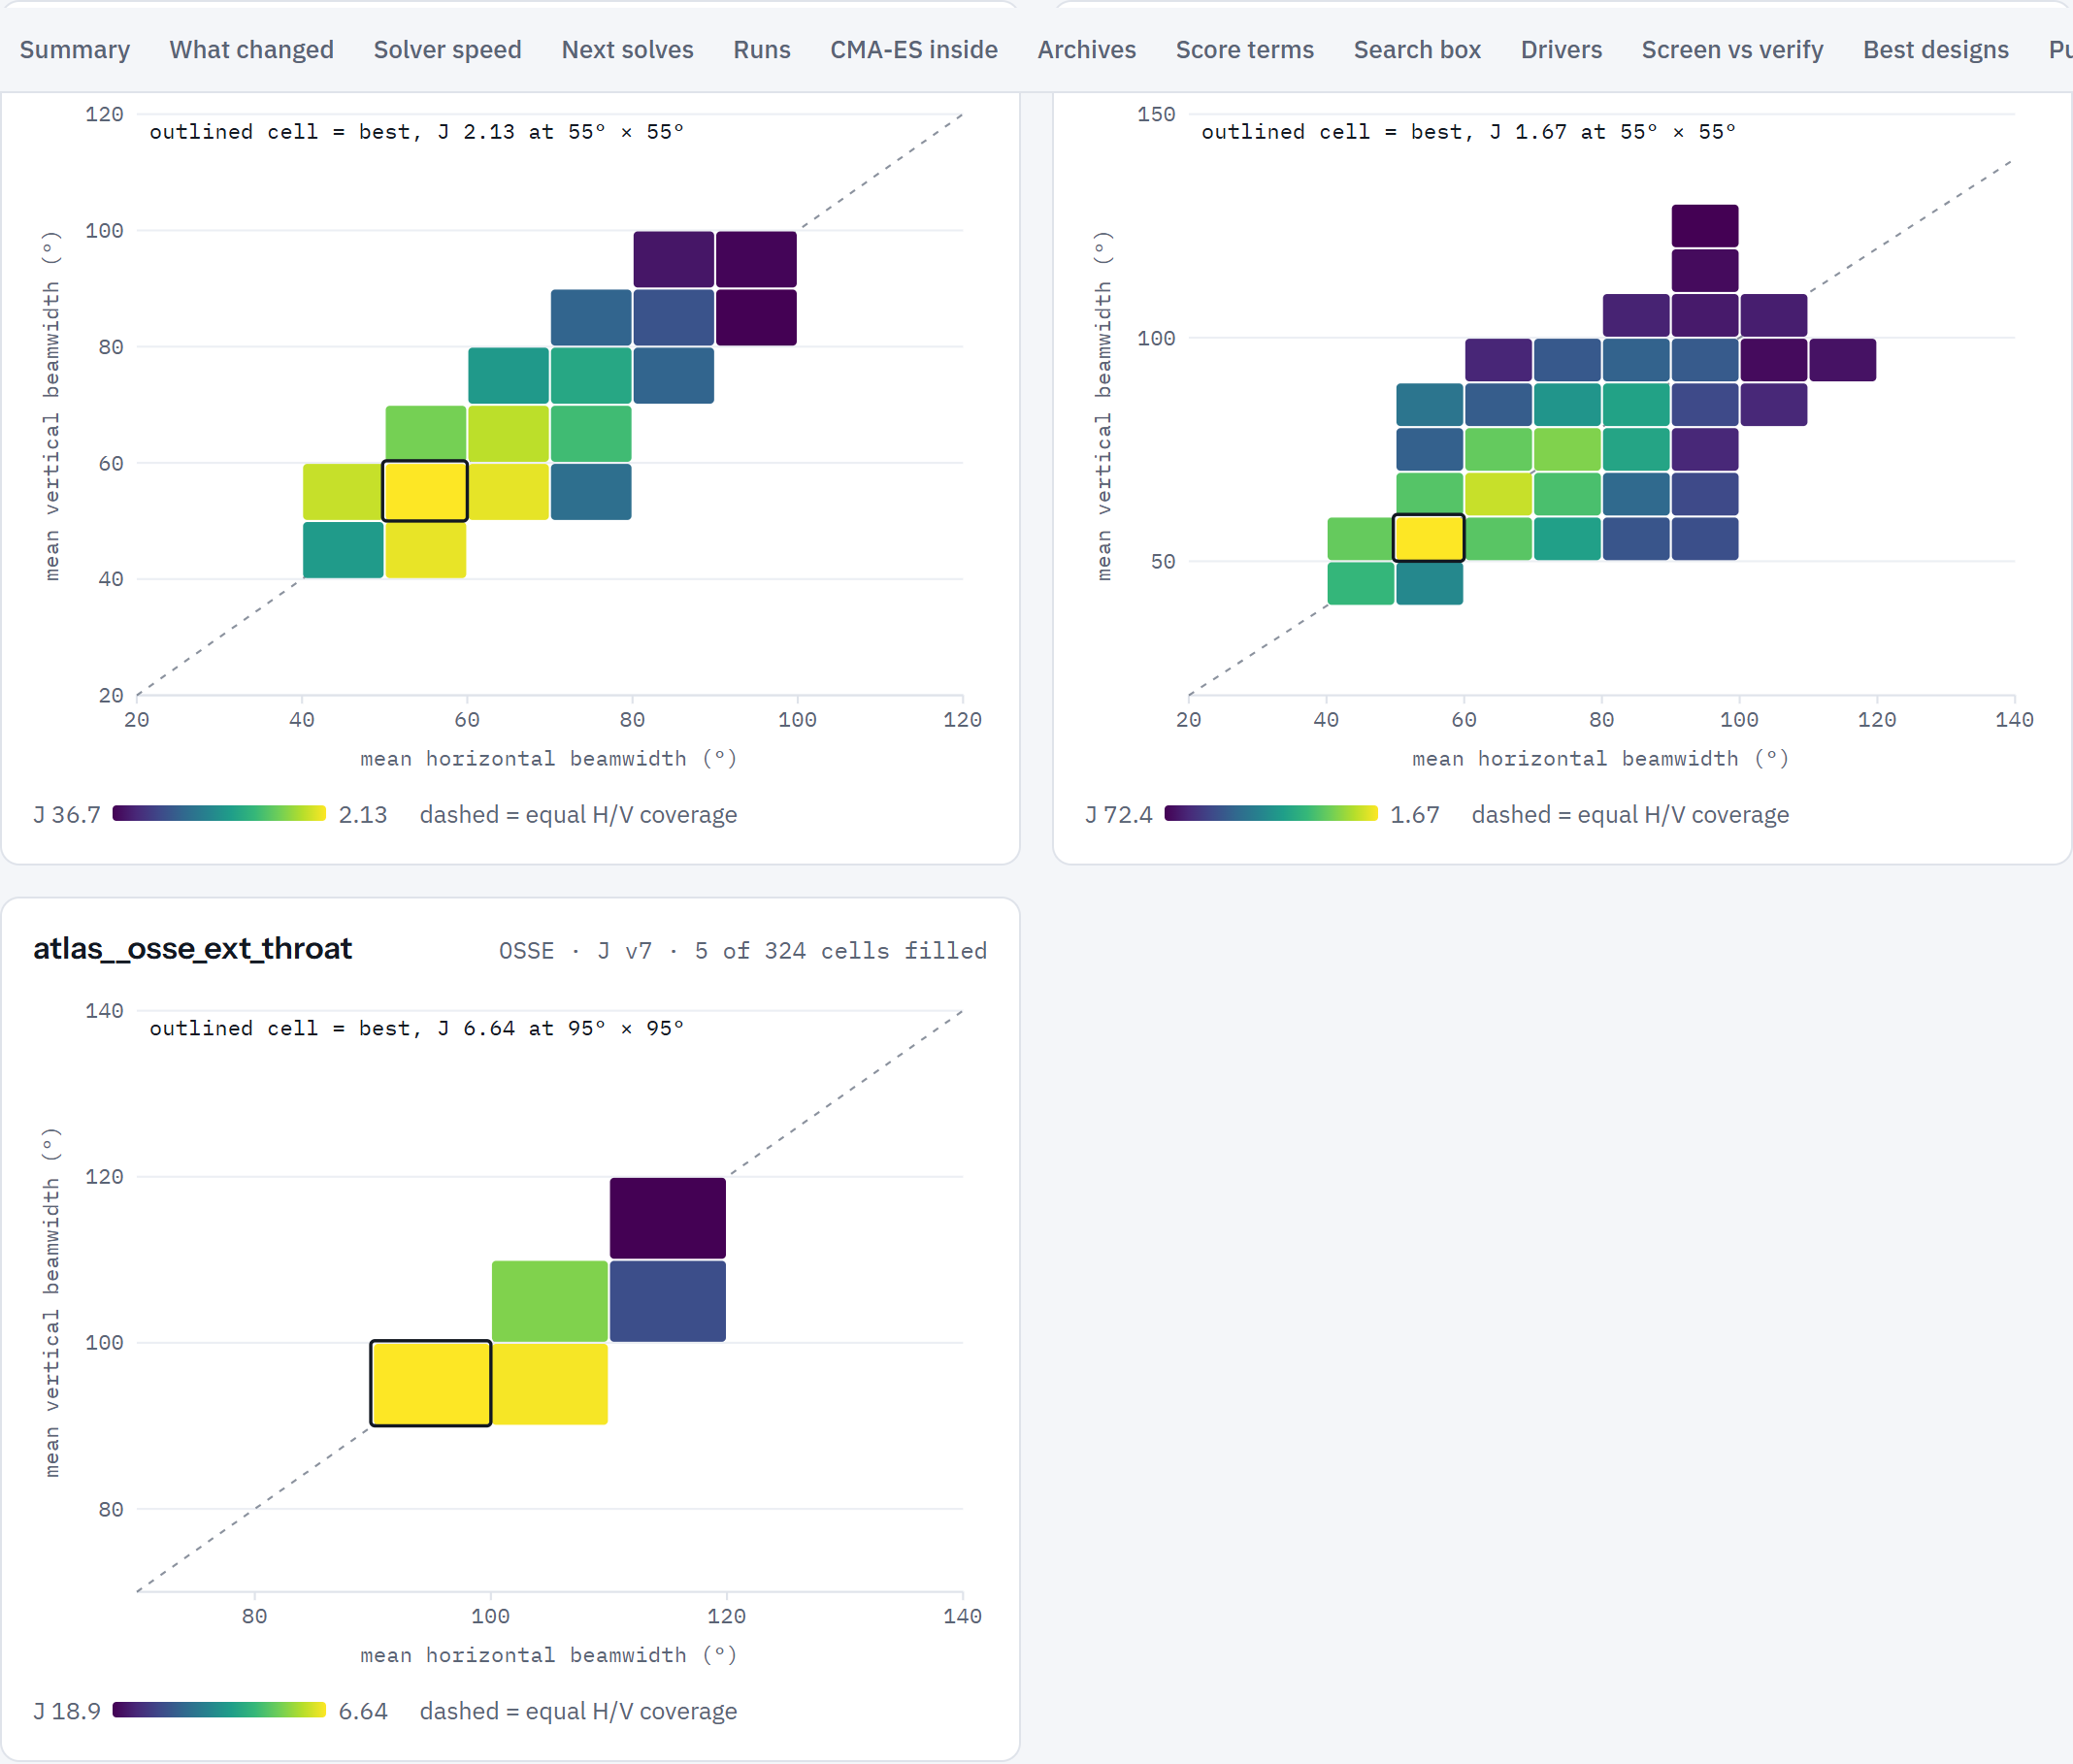 Summary What changed Solver speed Next solves Runs CMA-ES inside Archives Score terms Search box Drivers Screen vs verify Best designs
120
outlined cell = best, J 2.13 at 55° × 55°
100
80
60
40
20
mean vertical beamwidth (°)
20 40 60 80 100 120
mean horizontal beamwidth (°)
J 36.7 2.13 dashed = equal H/V coverage
150
outlined cell = best, J 1.67 at 55° × 55°
100
50
mean vertical beamwidth (°)
20 40 60 80 100 120 140
mean horizontal beamwidth (°)
J 72.4 1.67 dashed = equal H/V coverage
atlas__osse_ext_throat OSSE · J v7 · 5 of 324 cells filled
140
outlined cell = best, J 6.64 at 95° × 95°
120
100
80
mean vertical beamwidth (°)
80 100 120 140
mean horizontal beamwidth (°)
J 18.9 6.64 dashed = equal H/V coverage